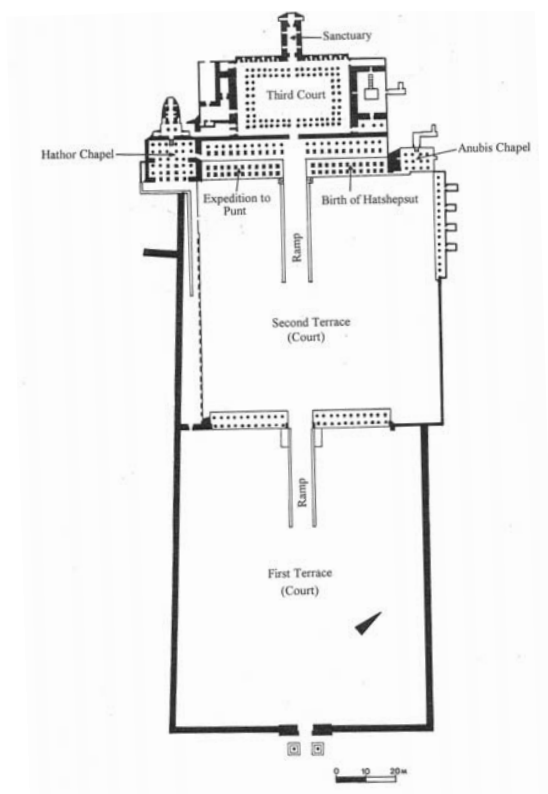 Sanctuary
Third Court
Hathor Chapel
Anubis Chapel
Expedition to
Punt
Birth of Hatshepsut
Ramp
Second Terrace
(Court)
Ramp
First Terrace
(Court)
0 10 20M